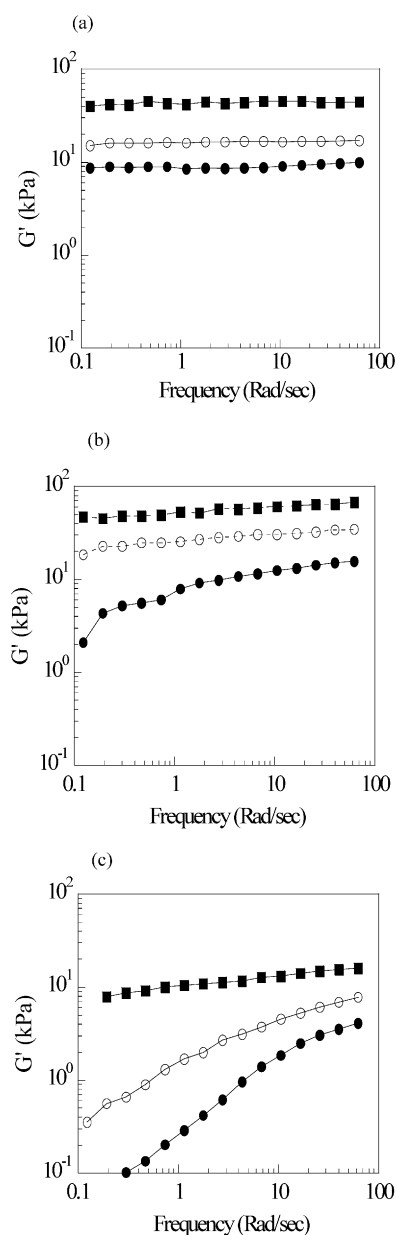 (a)
10²
10¹
10⁰
10⁻¹
G' (kPa)
0.1 1 10 100
Frequency (Rad/sec)
(b)
10²
10¹
10⁰
10⁻¹
G' (kPa)
0.1 1 10 100
Frequency (Rad/sec)
(c)
10²
10¹
10⁰
10⁻¹
G' (kPa)
0.1 1 10 100
Frequency (Rad/sec)